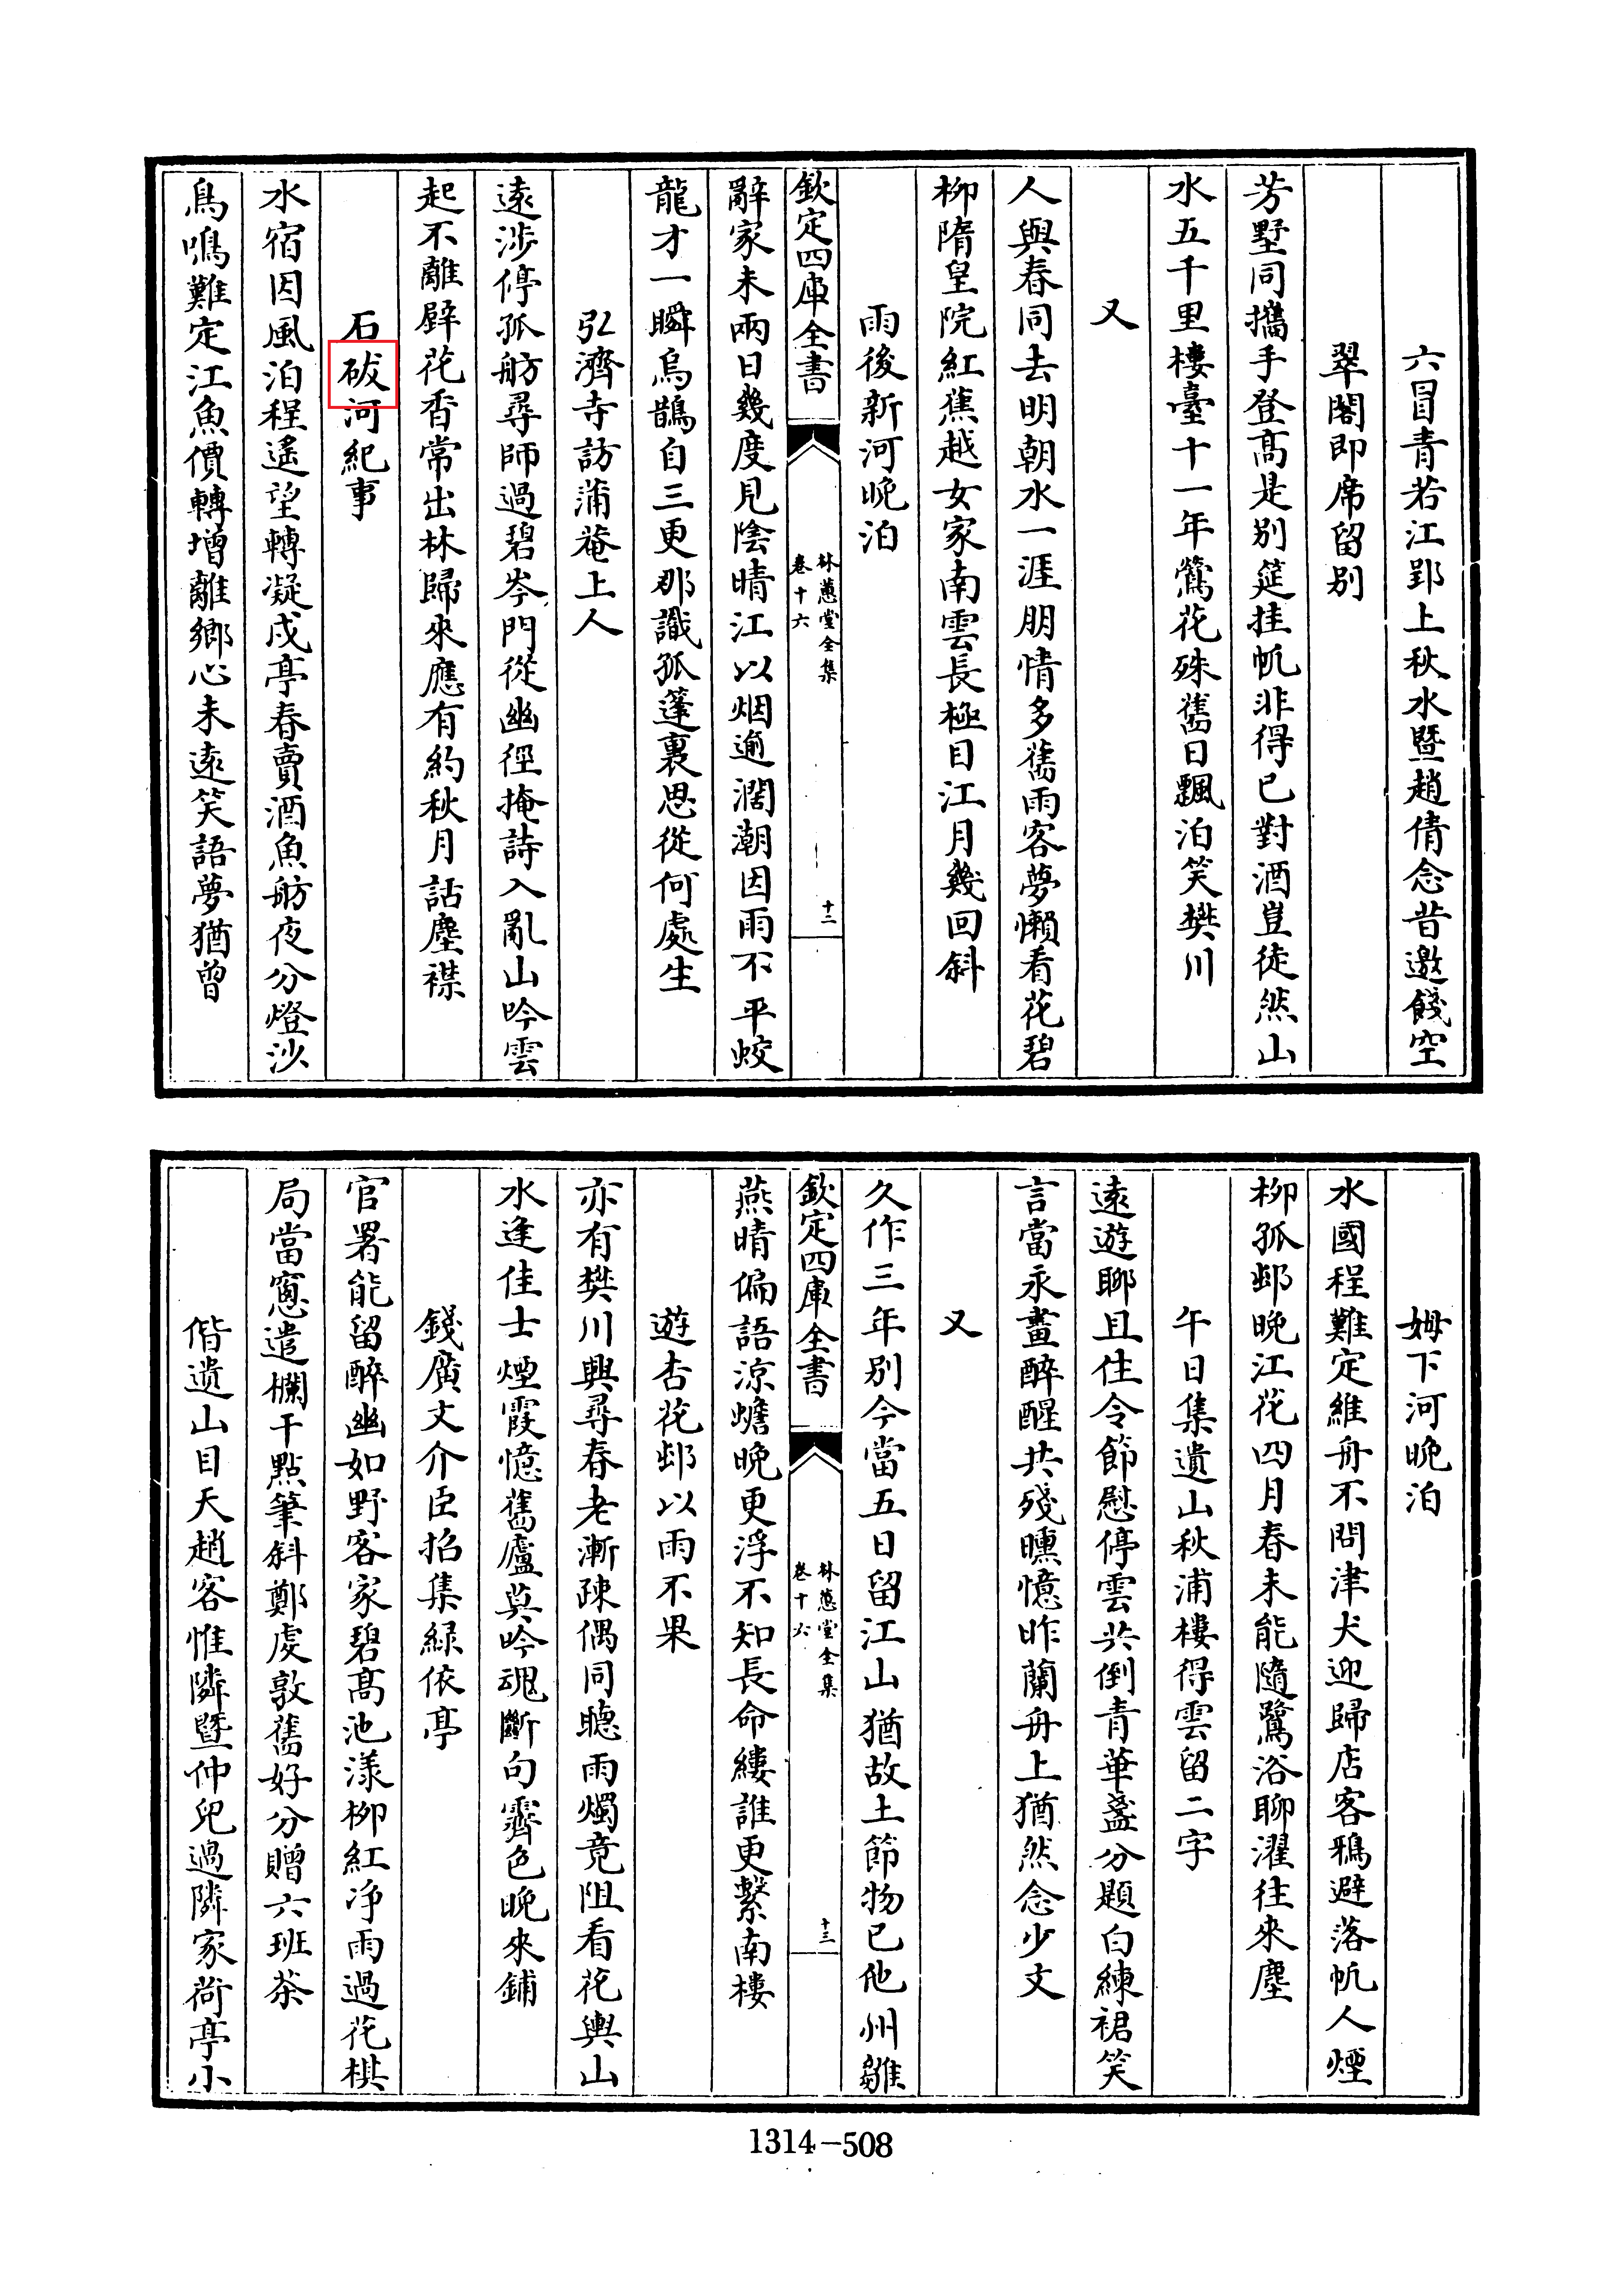 六冒青若江郢上秋水暨趙倩念昔邀餞空
翠閣即席留别
芳墅同攜手登高是别筵挂帆非得已對酒豈徒然山
水五千里樓臺十一年鶯花殊舊日飄泊笑樊川
又
人與春同去明朝水一涯朋情多舊雨客夢懶看花碧
柳隋皇院紅蕉越女家南雲長極目江月幾回斜
雨後新河晚泊
欽定四庫全書
林蕙堂全集
卷十六
十二
辭家未兩日幾度見陰晴江以烟逾濶潮因雨不平蛟
龍才一瞬烏鵲自三更那識孤蓬裏思從何處生
弘濟寺訪蒲菴上人
遠涉停孤舫尋師過碧岑門從幽徑掩詩入亂山吟雲
起不離辟花香常出林歸來應有約秋月話塵襟
石砐河紀事
水宿因風泊程遙望轉凝戍亭春賣酒魚舫夜分燈沙
鳥鳴難定江魚價轉增離鄉心未遠笑語夢猶曾
姆下河晚泊
水國程難定維舟不問津犬迎歸店客鴉避落帆人煙
柳孤邨晚江花四月春未能隨鷺浴聊濯往來塵
午日集遺山秋浦樓得雲留二字
遠遊聊且住令節慰停雲共倒青華盞分題白練裙笑
言當永晝醉醒共殘曛憶昨蘭舟上猶然念少文
又
久作三年别今當五日留江山猶故土節物已他州雛
欽定四庫全書
林蕙堂全集
卷十六
十三
燕晴偏語凉蟾晚更浮不知長命縷誰更繫南樓
遊杏花邨以雨不果
亦有樊川興尋春老漸疎偶同聽雨燭竟阻看花輿山
水逢佳士煙霞憶舊廬莫吟魂斷句霽色晚來鋪
錢廣文介臣招集緑依亭
官署能留醉幽如野客家碧髙池漾柳紅净雨過花棋
局當窻遣欄干點筆斜鄭虔敦舊好分贈六班茶
偕遺山目天趙客惟隣暨仲兒過隣家荷亭小
1314-508